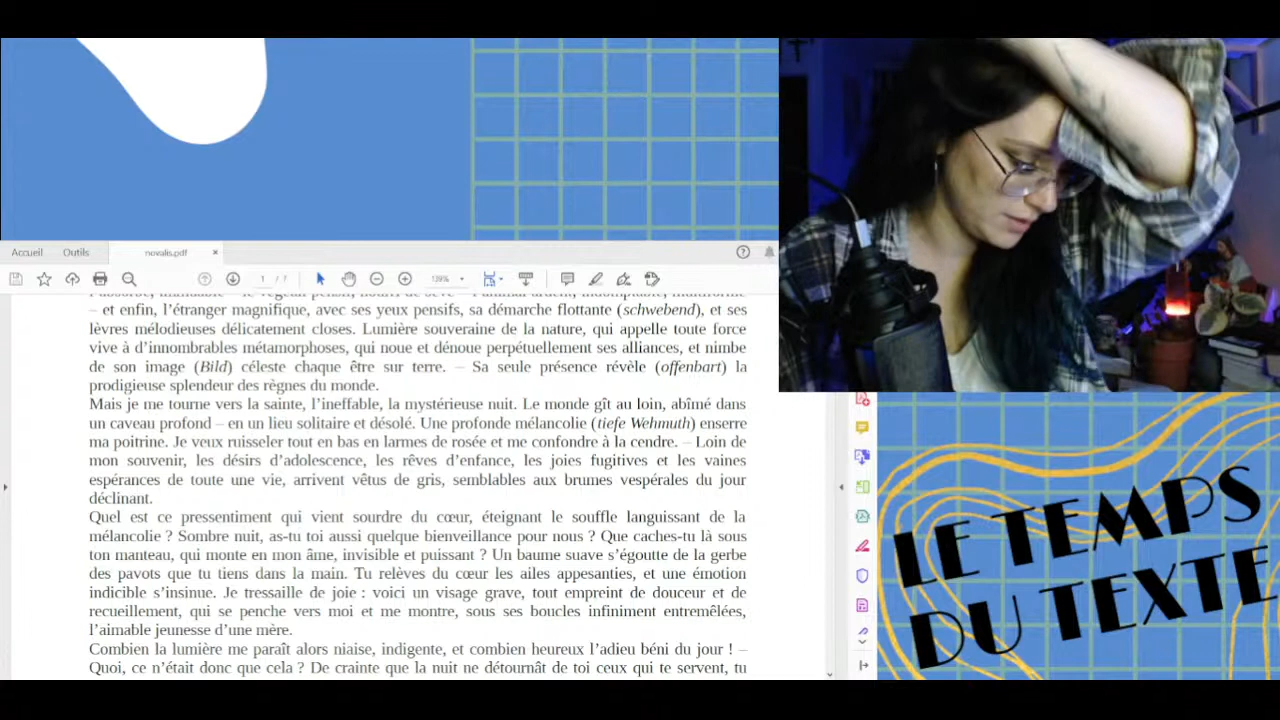 Accueil Outils novalis.pdf × ?
1 / 7 129%
– et enfin, l’étranger magnifique, avec ses yeux pensifs, sa démarche flottante (schwebend), et ses
lèvres mélodieuses délicatement closes. Lumière souveraine de la nature, qui appelle toute force
vive à d’innombrables métamorphoses, qui noue et dénoue perpétuellement ses alliances, et nimbe
de son image (Bild) céleste chaque être sur terre. – Sa seule présence révèle (offenbart) la
prodigieuse splendeur des règnes du monde.
Mais je me tourne vers la sainte, l’ineffable, la mystérieuse nuit. Le monde gît au loin, abîmé dans
un caveau profond – en un lieu solitaire et désolé. Une profonde mélancolie (tiefe Wehmuth) enserre
ma poitrine. Je veux ruisseler tout en bas en larmes de rosée et me confondre à la cendre. – Loin de
mon souvenir, les désirs d’adolescence, les rêves d’enfance, les joies fugitives et les vaines
espérances de toute une vie, arrivent vêtus de gris, semblables aux brumes vespérales du jour
déclinant.
Quel est ce pressentiment qui vient sourdre du cœur, éteignant le souffle languissant de la
mélancolie ? Sombre nuit, as-tu toi aussi quelque bienveillance pour nous ? Que caches-tu là sous
ton manteau, qui monte en mon âme, invisible et puissant ? Un baume suave s’égoutte de la gerbe
des pavots que tu tiens dans la main. Tu relèves du cœur les ailes appesanties, et une émotion
indicible s’insinue. Je tressaille de joie : voici un visage grave, tout empreint de douceur et de
recueillement, qui se penche vers moi et me montre, sous ses boucles infiniment entremêlées,
l’aimable jeunesse d’une mère.
Combien la lumière me paraît alors niaise, indigente, et combien heureux l’adieu béni du jour ! –
Quoi, ce n’était donc que cela ? De crainte que la nuit ne détournât de toi ceux qui te servent, tu
LE TEMPS
DU TEXTE